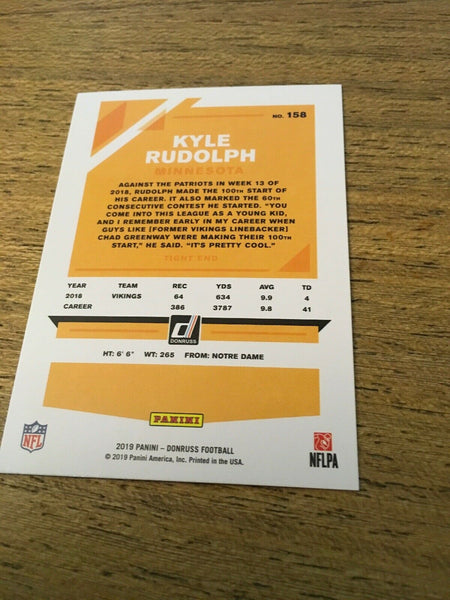 NO. 158
KYLE
RUDOLPH
MINNESOTA
AGAINST THE PATRIOTS IN WEEK 13 OF
2018, RUDOLPH MADE THE 100TH START OF
HIS CAREER. IT ALSO MARKED THE 60TH
CONSECUTIVE CONTEST HE STARTED. "YOU
COME INTO THIS LEAGUE AS A YOUNG KID,
AND I REMEMBER EARLY IN MY CAREER WHEN
GUYS LIKE [FORMER VIKINGS LINEBACKER]
CHAD GREENWAY WERE MAKING THEIR 100TH
START," HE SAID. "IT'S PRETTY COOL."
TIGHT END
YEAR TEAM REC YDS AVG TD
2018 VIKINGS 64 634 9.9 4
CAREER 386 3787 9.8 41
DONRUSS
HT: 6' 6" WT: 265 FROM: NOTRE DAME
PANINI
NFL
2019 PANINI – DONRUSS FOOTBALL
© 2019 Panini America, Inc. Printed in the USA.
NFLPA